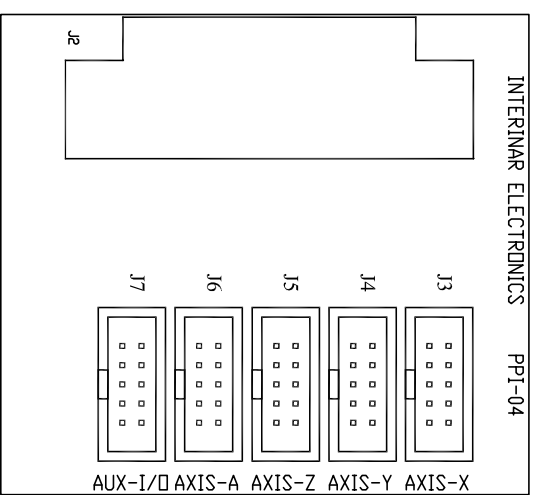 J2
INTERINAR ELECTRONICS PPI-04
J7 J6 J5 J4 J3
AUX-I/O AXIS-A AXIS-Z AXIS-Y AXIS-X